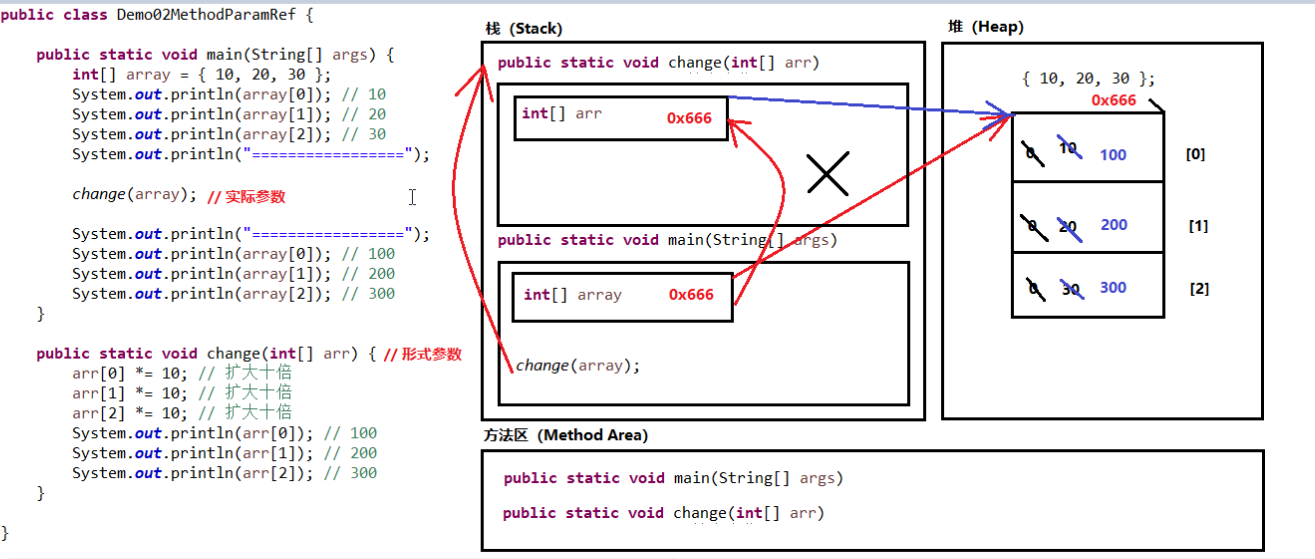 public class Demo02MethodParamRef {
public static void main(String[] args) {
int[] array = { 10, 20, 30 };
System.out.println(array[0]); // 10
System.out.println(array[1]); // 20
System.out.println(array[2]); // 30
System.out.println("=================");
change(array); // 实际参数
System.out.println("=================");
System.out.println(array[0]); // 100
System.out.println(array[1]); // 200
System.out.println(array[2]); // 300
}
public static void change(int[] arr) { // 形式参数
arr[0] *= 10; // 扩大十倍
arr[1] *= 10; // 扩大十倍
arr[2] *= 10; // 扩大十倍
System.out.println(arr[0]); // 100
System.out.println(arr[1]); // 200
System.out.println(arr[2]); // 300
}
}
栈（Stack）
public static void change(int[] arr)
int[] arr 0x666
public static void main(String[] args)
int[] array 0x666
change(array);
堆（Heap）
{ 10, 20, 30 };
0x666
0 10 100 [0]
0 20 200 [1]
0 30 300 [2]
方法区（Method Area）
public static void main(String[] args)
public static void change(int[] arr)